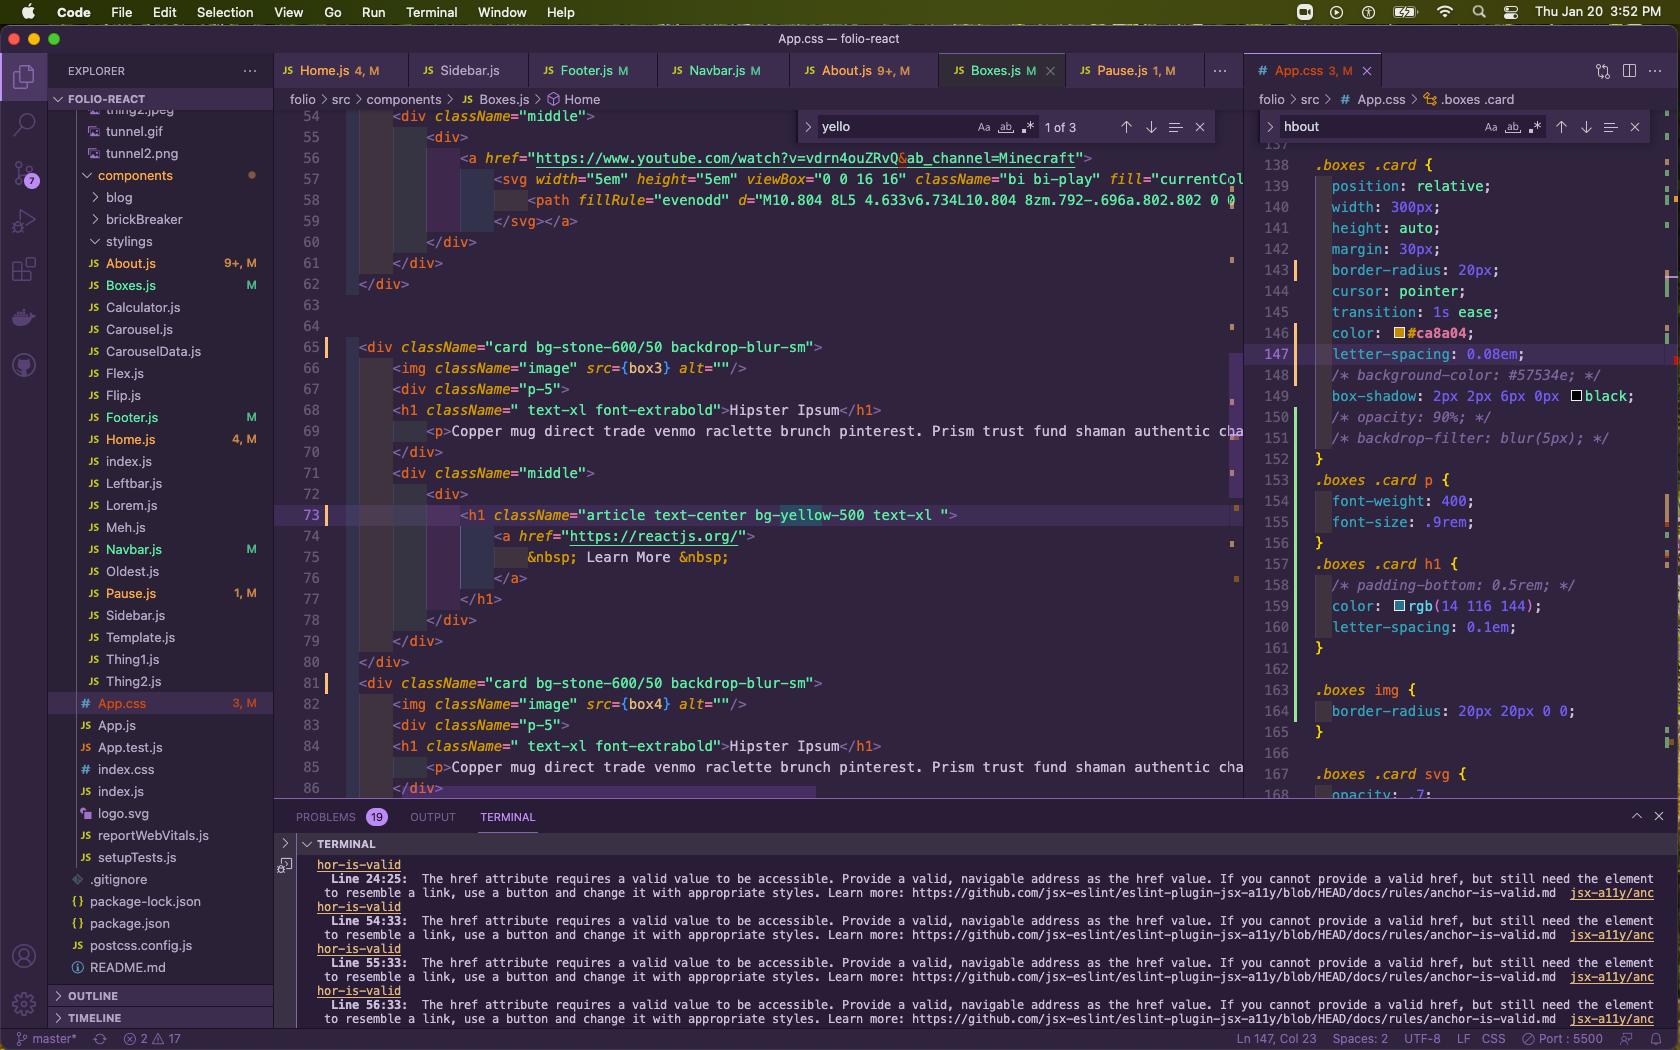 Code File Edit Selection View Go Run Terminal Window Help Thu Jan 20 3:52 PM
App.css — folio-react
EXPLORER ···
FOLIO-REACT
thing2.jpeg
tunnel.gif
tunnel2.png
components
blog
brickBreaker
stylings
JS About.js 9+, M
JS Boxes.js M
JS Calculator.js
JS Carousel.js
JS CarouselData.js
JS Flex.js
JS Flip.js
JS Footer.js M
JS Home.js 4, M
JS index.js
JS Leftbar.js
JS Lorem.js
JS Meh.js
JS Navbar.js M
JS Oldest.js
JS Pause.js 1, M
JS Sidebar.js
JS Template.js
JS Thing1.js
JS Thing2.js
# App.css 3, M
JS App.js
JS App.test.js
# index.css
JS index.js
logo.svg
JS reportWebVitals.js
JS setupTests.js
.gitignore
{} package-lock.json
{} package.json
JS postcss.config.js
README.md
OUTLINE
TIMELINE
7
JS Home.js 4, M JS Sidebar.js JS Footer.js M JS Navbar.js M JS About.js 9+, M JS Boxes.js M JS Pause.js 1, M ···
folio > src > components > JS Boxes.js > Home
yello Aa ab .* 1 of 3
54 <div className="middle">
55 <div>
56 <a href="https://www.youtube.com/watch?v=vdrn4ouZRvQ&ab_channel=Minecraft">
57 <svg width="5em" height="5em" viewBox="0 0 16 16" className="bi bi-play" fill="currentCol
58 <path fillRule="evenodd" d="M10.804 8L5 4.633v6.734L10.804 8zm.792-.696a.802.802 0 0
59 </svg></a>
60 </div>
61 </div>
62 </div>
63
64
65 <div className="card bg-stone-600/50 backdrop-blur-sm">
66 <img className="image" src={box3} alt=""/>
67 <div className="p-5">
68 <h1 className=" text-xl font-extrabold">Hipster Ipsum</h1>
69 <p>Copper mug direct trade venmo raclette brunch pinterest. Prism trust fund shaman authentic cha
70 </div>
71 <div className="middle">
72 <div>
73 <h1 className="article text-center bg-yellow-500 text-xl ">
74 <a href="https://reactjs.org/">
75 &nbsp; Learn More &nbsp;
76 </a>
77 </h1>
78 </div>
79 </div>
80 </div>
81 <div className="card bg-stone-600/50 backdrop-blur-sm">
82 <img className="image" src={box4} alt=""/>
83 <div className="p-5">
84 <h1 className=" text-xl font-extrabold">Hipster Ipsum</h1>
85 <p>Copper mug direct trade venmo raclette brunch pinterest. Prism trust fund shaman authentic cha
86 </div>
# App.css 3, M ···
folio > src > # App.css > .boxes .card
hbout Aa ab .*
137
138 .boxes .card {
139 position: relative;
140 width: 300px;
141 height: auto;
142 margin: 30px;
143 border-radius: 20px;
144 cursor: pointer;
145 transition: 1s ease;
146 color: #ca8a04;
147 letter-spacing: 0.08em;
148 /* background-color: #57534e; */
149 box-shadow: 2px 2px 6px 0px black;
150 /* opacity: 90%; */
151 /* backdrop-filter: blur(5px); */
152 }
153 .boxes .card p {
154 font-weight: 400;
155 font-size: .9rem;
156 }
157 .boxes .card h1 {
158 /* padding-bottom: 0.5rem; */
159 color: rgb(14 116 144);
160 letter-spacing: 0.1em;
161 }
162
163 .boxes img {
164 border-radius: 20px 20px 0 0;
165 }
166
167 .boxes .card svg {
168 opacity: .7;
PROBLEMS 19 OUTPUT TERMINAL
TERMINAL
hor-is-valid
Line 24:25: The href attribute requires a valid value to be accessible. Provide a valid, navigable address as the href value. If you cannot provide a valid href, but still need the element
to resemble a link, use a button and change it with appropriate styles. Learn more: https://github.com/jsx-eslint/eslint-plugin-jsx-a11y/blob/HEAD/docs/rules/anchor-is-valid.md jsx-a11y/anc
hor-is-valid
Line 54:33: The href attribute requires a valid value to be accessible. Provide a valid, navigable address as the href value. If you cannot provide a valid href, but still need the element
to resemble a link, use a button and change it with appropriate styles. Learn more: https://github.com/jsx-eslint/eslint-plugin-jsx-a11y/blob/HEAD/docs/rules/anchor-is-valid.md jsx-a11y/anc
hor-is-valid
Line 55:33: The href attribute requires a valid value to be accessible. Provide a valid, navigable address as the href value. If you cannot provide a valid href, but still need the element
to resemble a link, use a button and change it with appropriate styles. Learn more: https://github.com/jsx-eslint/eslint-plugin-jsx-a11y/blob/HEAD/docs/rules/anchor-is-valid.md jsx-a11y/anc
hor-is-valid
Line 56:33: The href attribute requires a valid value to be accessible. Provide a valid, navigable address as the href value. If you cannot provide a valid href, but still need the element
to resemble a link, use a button and change it with appropriate styles. Learn more: https://github.com/jsx-eslint/eslint-plugin-jsx-a11y/blob/HEAD/docs/rules/anchor-is-valid.md jsx-a11y/anc
master* 2 17 Ln 147, Col 23 Spaces: 2 UTF-8 LF CSS Port : 5500